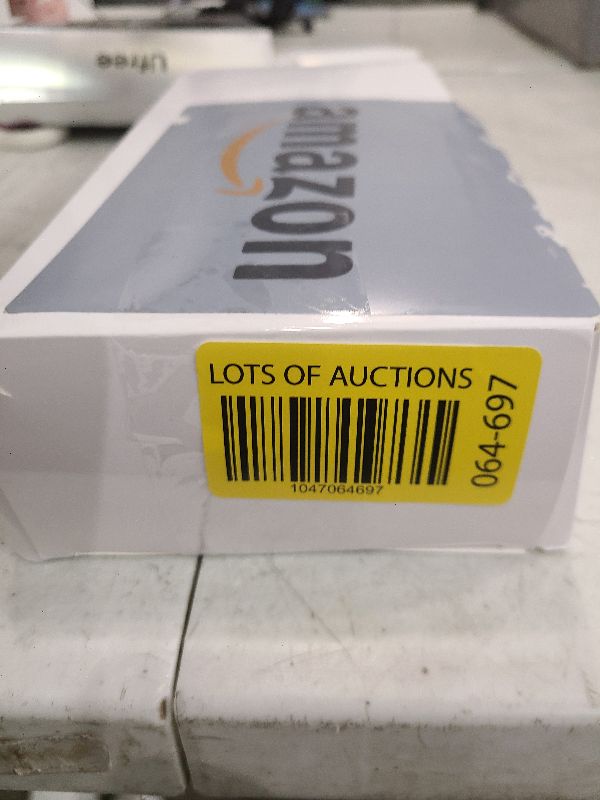 Ufree
amazon
LOTS OF AUCTIONS
1047064697
064-697